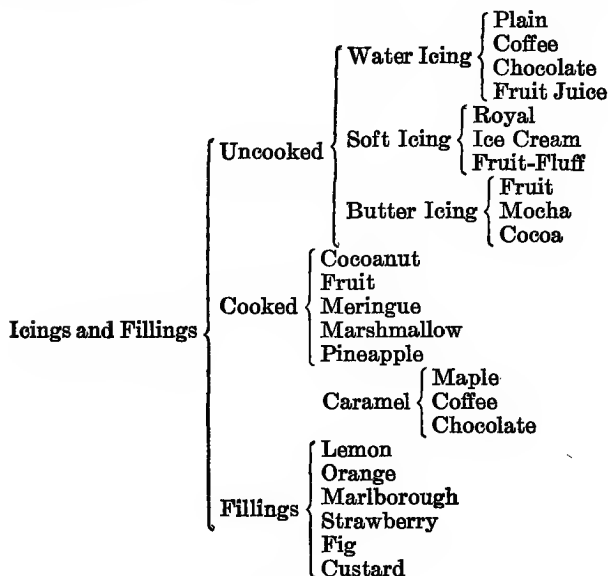 Icings and Fillings
Uncooked
Water Icing
Plain
Coffee
Chocolate
Fruit Juice
Soft Icing
Royal
Ice Cream
Fruit-Fluff
Butter Icing
Fruit
Mocha
Cocoa
Cooked
Cocoanut
Fruit
Meringue
Marshmallow
Pineapple
Caramel
Maple
Coffee
Chocolate
Fillings
Lemon
Orange
Marlborough
Strawberry
Fig
Custard